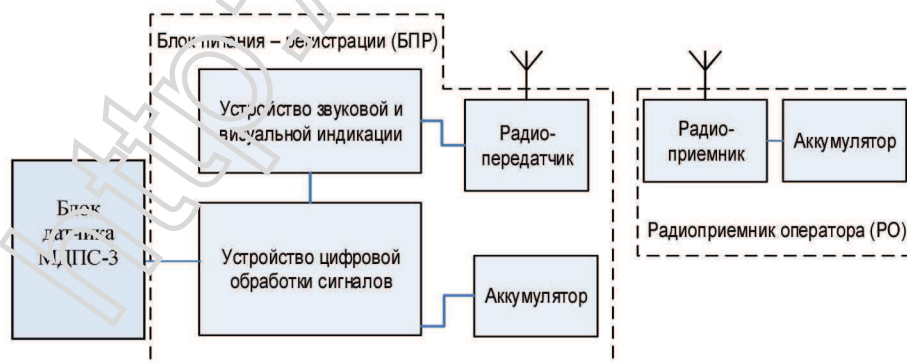 Блок питания – регистрации (БПР)
Устройство звуковой и
визуальной индикации
Радио-
передатчик
Радио-
приемник
Аккумулятор
Блок
датчика
МДПС-3
Устройство цифровой
обработки сигналов
Аккумулятор
Радиоприемник оператора (РО)
http:/